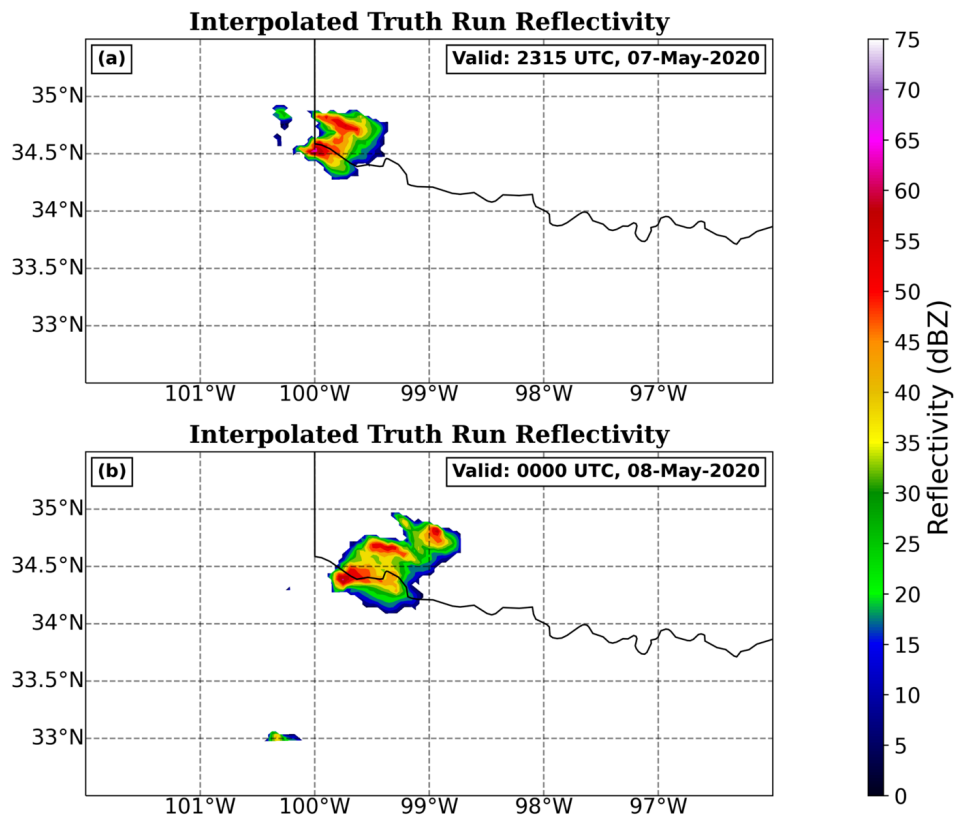 Interpolated Truth Run Reflectivity
(a)
Valid: 2315 UTC, 07-May-2020
35°N
34.5°N
34°N
33.5°N
33°N
101°W 100°W 99°W 98°W 97°W
Interpolated Truth Run Reflectivity
(b)
Valid: 0000 UTC, 08-May-2020
35°N
34.5°N
34°N
33.5°N
33°N
101°W 100°W 99°W 98°W 97°W
75
70
65
60
55
50
45
40
35
30
25
20
15
10
5
0
Reflectivity (dBZ)